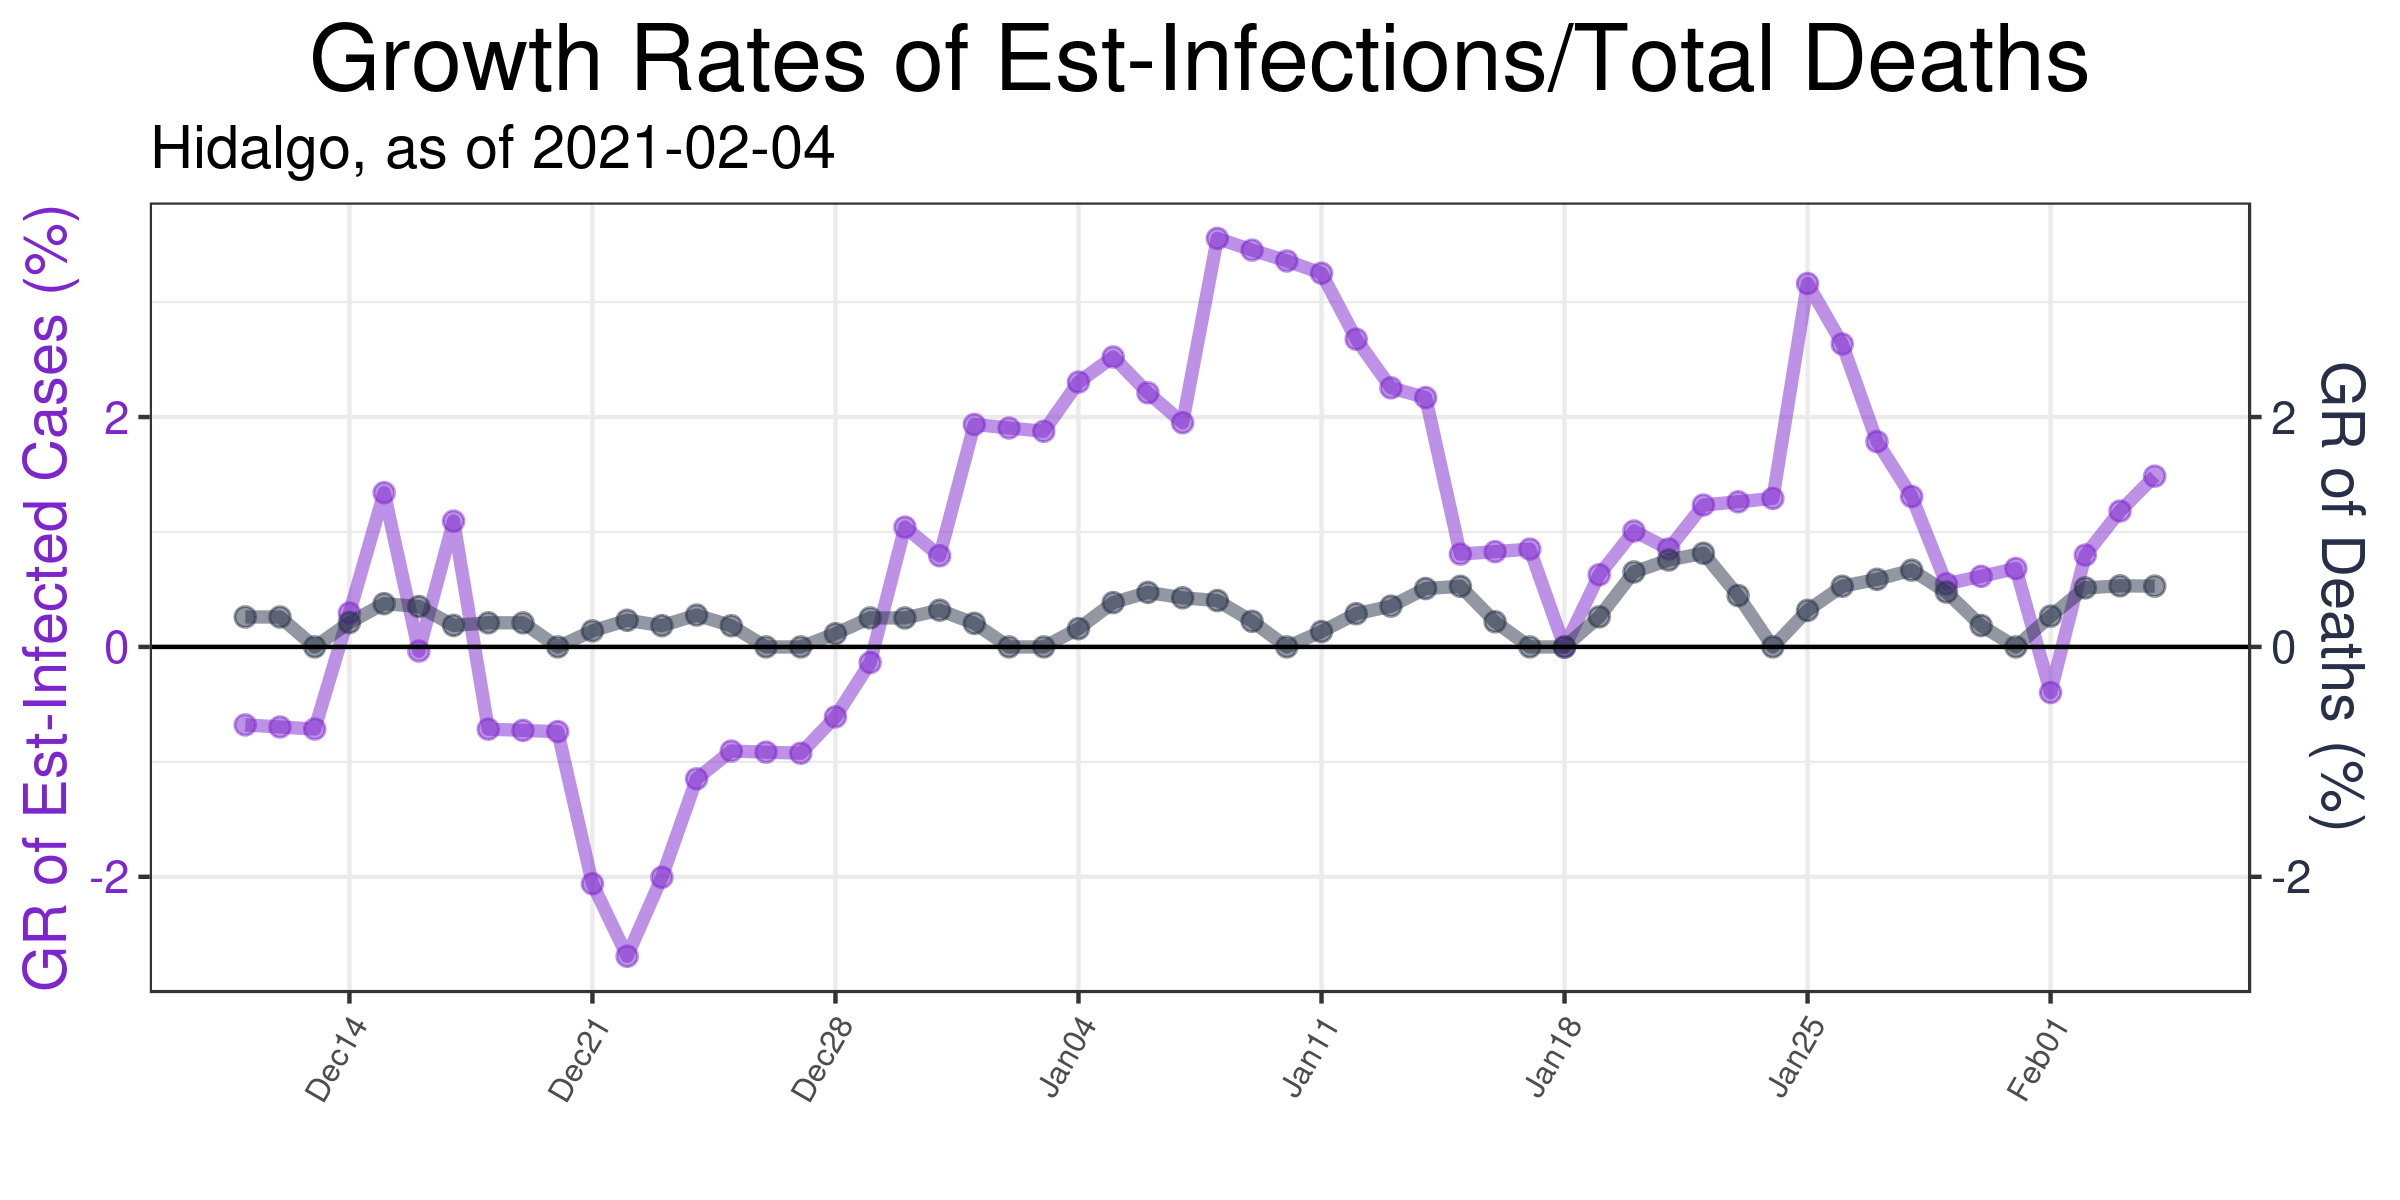 Growth Rates of Est-Infections/Total Deaths
Hidalgo, as of 2021-02-04
GR of Est-Infected Cases (%)
2
0
-2
2
0
-2
GR of Deaths (%)
Dec14
Dec21
Dec28
Jan04
Jan11
Jan18
Jan25
Feb01